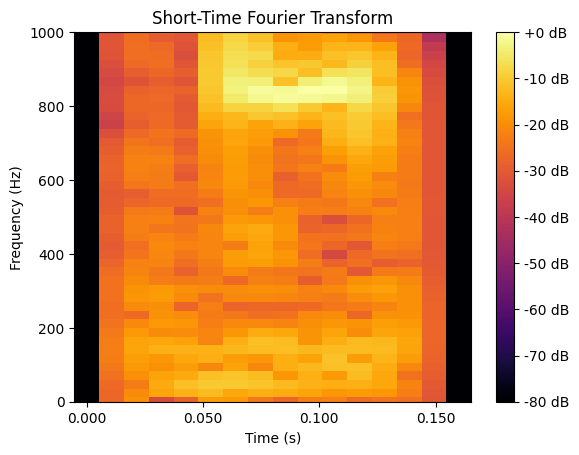 Short-Time Fourier Transform
1000
800
600
400
200
0
Frequency (Hz)
0.000
0.050
0.100
0.150
Time (s)
+0 dB
-10 dB
-20 dB
-30 dB
-40 dB
-50 dB
-60 dB
-70 dB
-80 dB